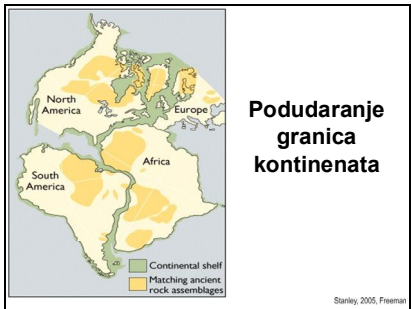 North
America
Europe
Africa
South
America
Continental shelf
Matching ancient
rock assemblages
Podudaranje
granica
kontinenata
Stanley, 2005, Freeman